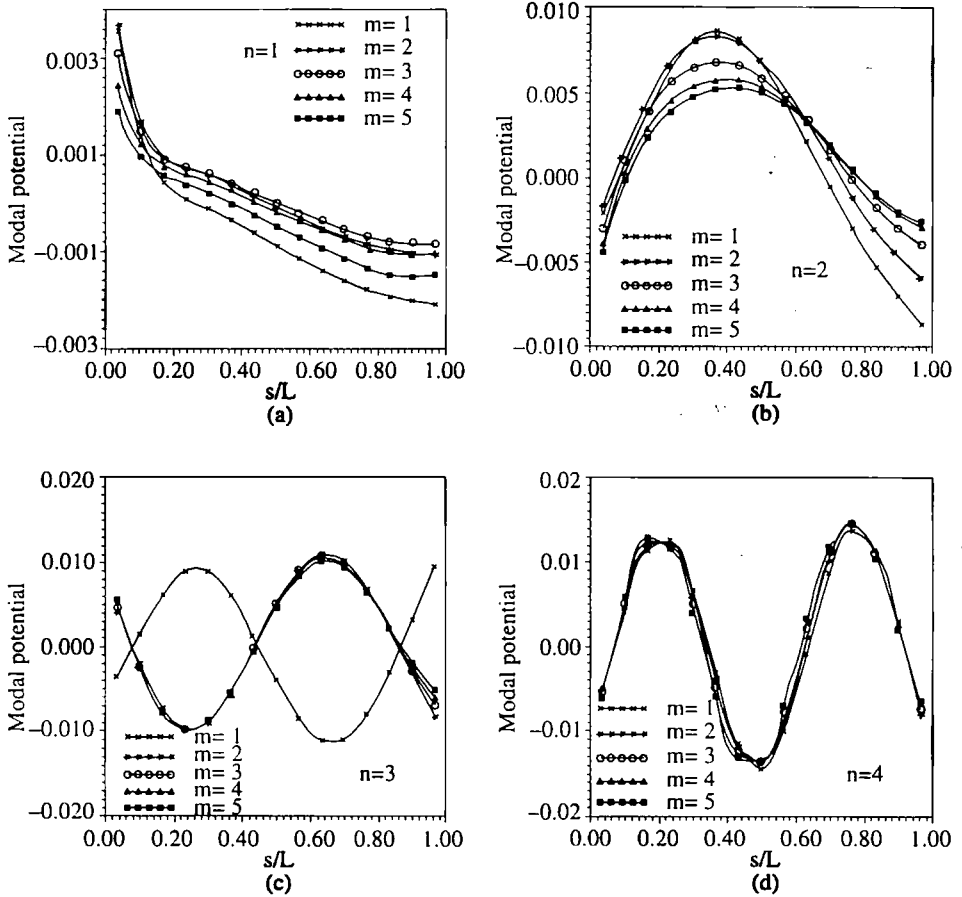 0.003
0.001
−0.001
−0.003
Modal potential
n=1
m= 1
m= 2
m= 3
m= 4
m= 5
0.00 0.20 0.40 0.60 0.80 1.00
s/L
(a)
0.010
0.005
0.000
−0.005
−0.010
Modal potential
m= 1
m= 2
m= 3
m= 4
m= 5
n=2
0.00 0.20 0.40 0.60 0.80 1.00
s/L
(b)
0.020
0.010
0.000
−0.010
−0.020
Modal potential
m= 1
m= 2
m= 3
m= 4
m= 5
n=3
0.00 0.20 0.40 0.60 0.80 1.00
s/L
(c)
0.02
0.01
0.00
−0.01
−0.02
Modal potential
m= 1
m= 2
m= 3
m= 4
m= 5
n=4
0.00 0.20 0.40 0.60 0.80 1.00
s/L
(d)